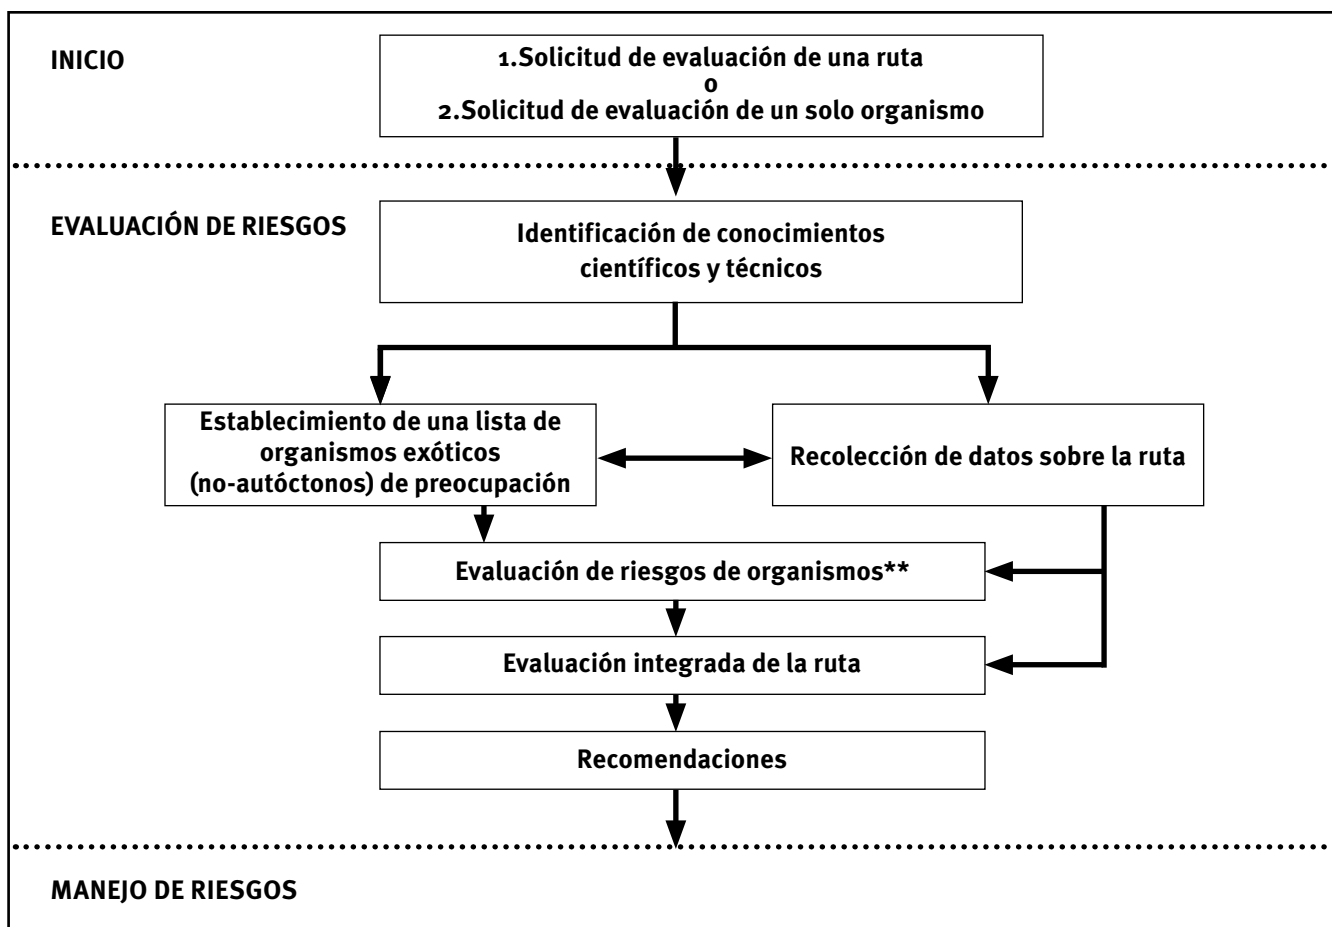 INICIO
1.Solicitud de evaluación de una ruta
o
2.Solicitud de evaluación de un solo organismo
EVALUACIÓN DE RIESGOS
Identificación de conocimientos
científicos y técnicos
Establecimiento de una lista de
organismos exóticos
(no-autóctonos) de preocupación
Recolección de datos sobre la ruta
Evaluación de riesgos de organismos**
Evaluación integrada de la ruta
Recomendaciones
MANEJO DE RIESGOS